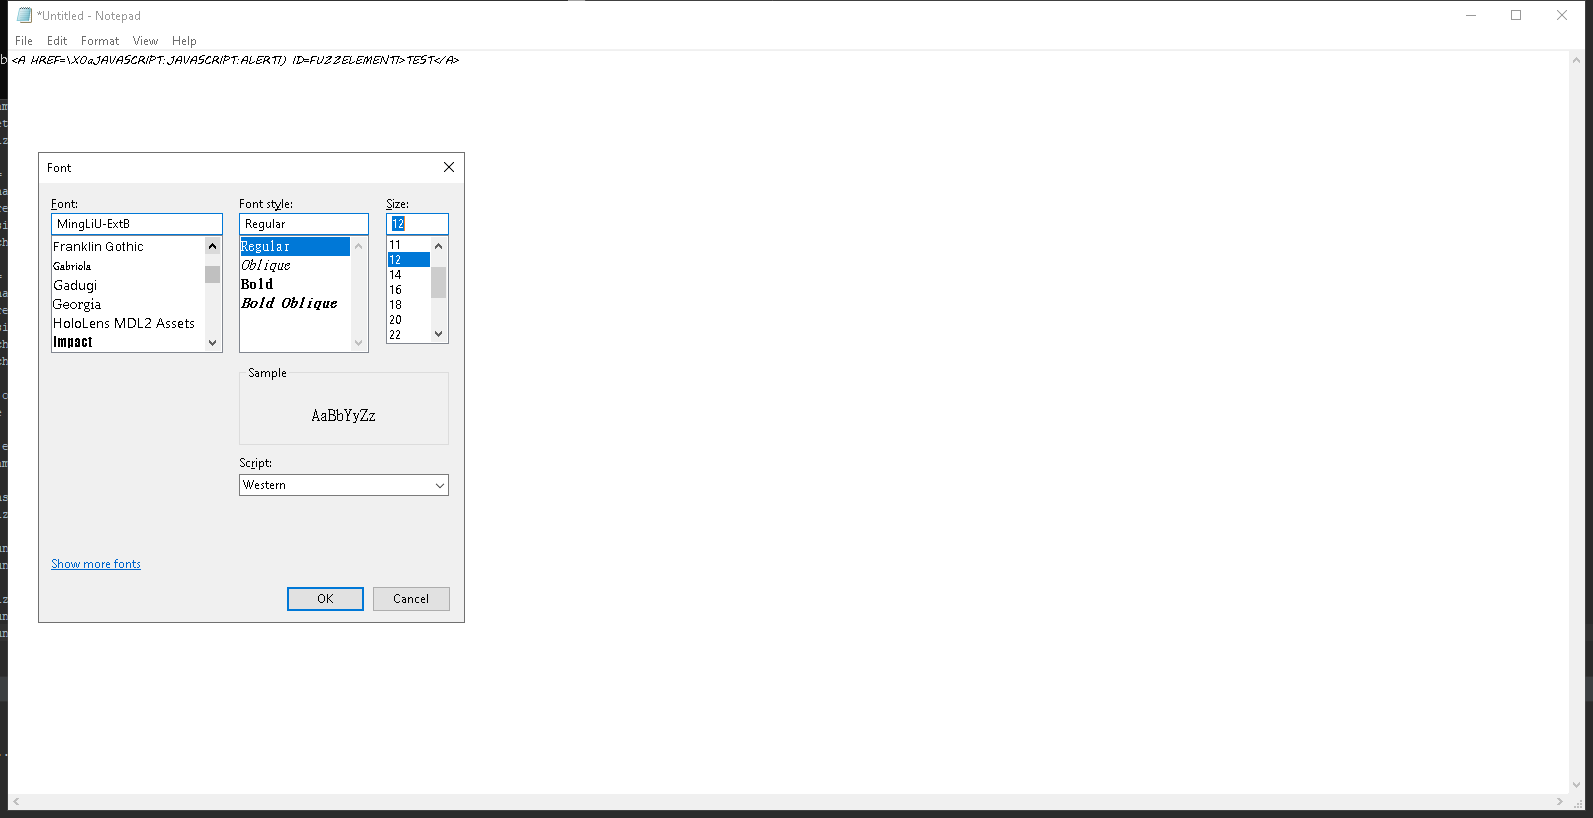 *Untitled - Notepad
File Edit Format View Help
<A HREF=\X0aJAVASCRIPT:JAVASCRIPT:ALERT1) ID=FUZZELEMENT1>TEST</A>
Font
Font: Font style: Size:
MingLiU-ExtB Regular 12
Franklin Gothic Regular 11
Gabriola Oblique 12
Gadugi Bold 14
Georgia Bold Oblique 16
HoloLens MDL2 Assets 18
Impact 20
22
Sample
AaBbYyZz
Script:
Western
Show more fonts
OK Cancel